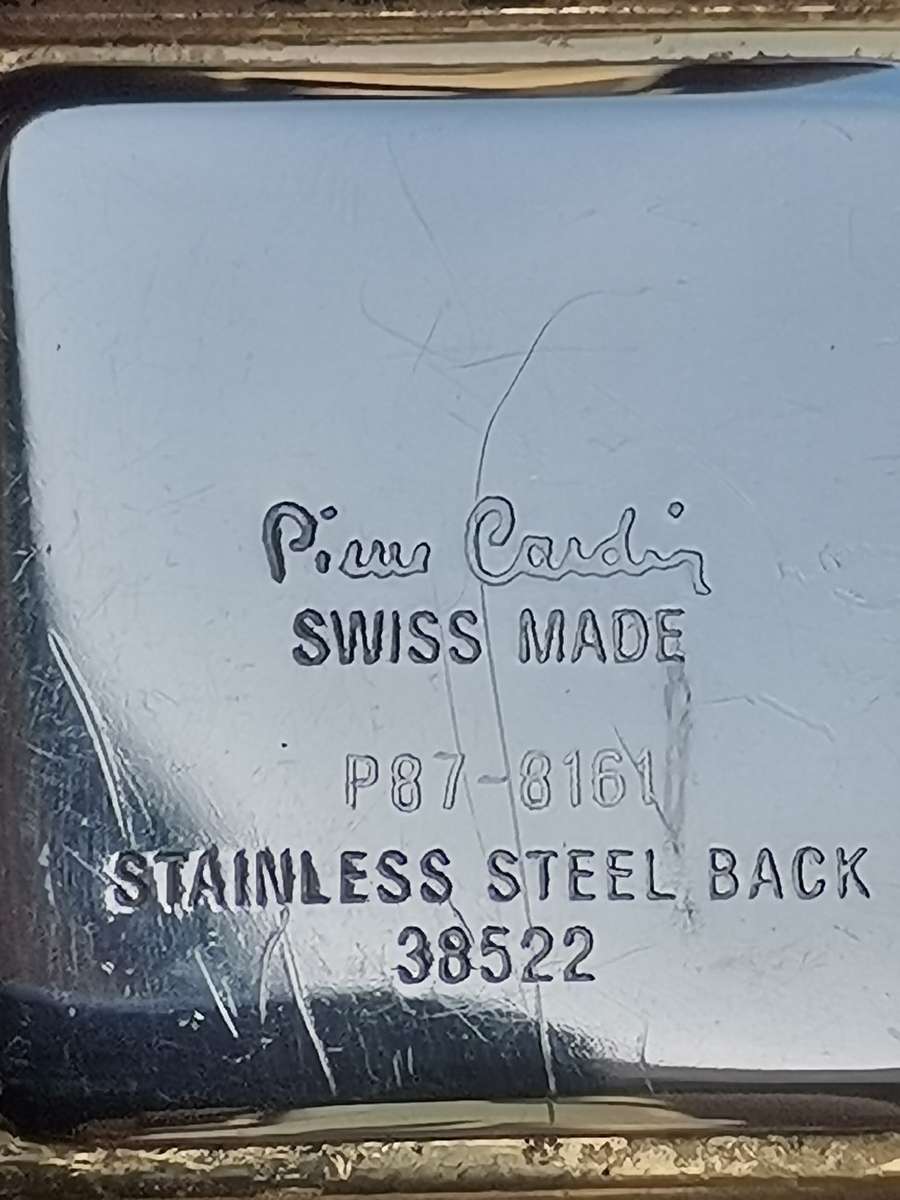 Pierre Cardin
SWISS MADE
P87-8161
STAINLESS STEEL BACK
38522